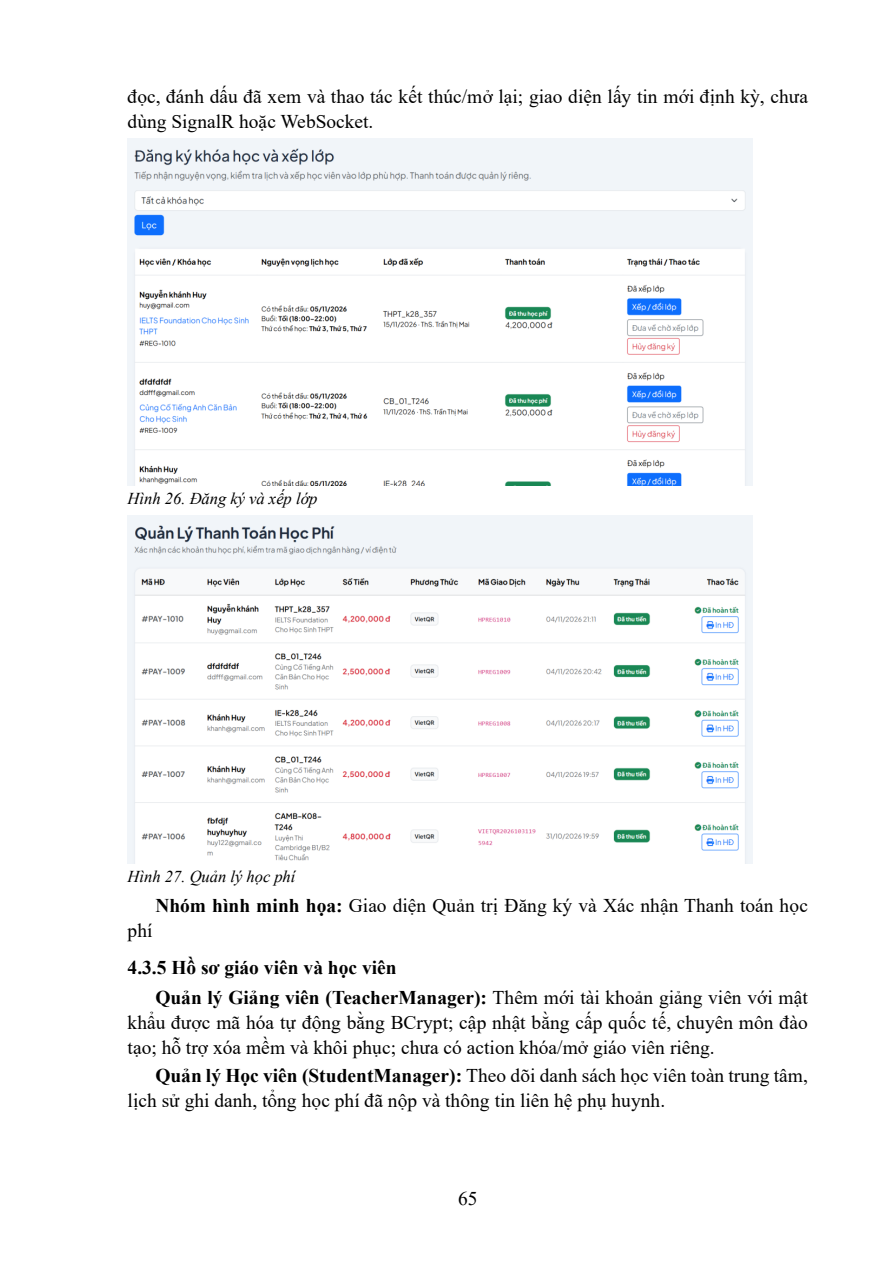 đọc, đánh dấu đã xem và thao tác kết thúc/mở lại; giao diện lấy tin mới định kỳ, chưa
dùng SignalR hoặc WebSocket.
Đăng ký khóa học và xếp lớp
Tiếp nhận nguyện vọng, kiểm tra lịch và xếp học viên vào lớp phù hợp. Thanh toán được quản lý riêng.
Tất cả khóa học
Lọc
Học viên / Khóa học Nguyện vọng lịch học Lớp đã xếp Thanh toán Trạng thái / Thao tác
Nguyễn khánh Huy
huy@gmail.com
IELTS Foundation Cho Học Sinh
THPT
#REG-1010
Có thể bắt đầu: 05/11/2026
Buổi: Tối (18:00-22:00)
Thứ có thể học: Thứ 3, Thứ 5, Thứ 7
THPT_k28_357
15/11/2026 · ThS. Trần Thị Mai
Đã thu học phí
4,200,000 đ
Đã xếp lớp
Xếp / đổi lớp
Đưa về chờ xếp lớp
Hủy đăng ký
dfdfdfdf
ddfff@gmail.com
Củng Cố Tiếng Anh Căn Bản
Cho Học Sinh
#REG-1009
Có thể bắt đầu: 05/11/2026
Buổi: Tối (18:00-22:00)
Thứ có thể học: Thứ 2, Thứ 4, Thứ 6
CB_01_T246
11/11/2026 · ThS. Trần Thị Mai
Đã thu học phí
2,500,000 đ
Đã xếp lớp
Xếp / đổi lớp
Đưa về chờ xếp lớp
Hủy đăng ký
Khánh Huy
khanh@gmail.com
Có thể bắt đầu: 05/11/2026
IE-k28_246
Đã xếp lớp
Xếp / đổi lớp
Hình 26. Đăng ký và xếp lớp
Quản Lý Thanh Toán Học Phí
Xác nhận các khoản thu học phí, kiểm tra mã giao dịch ngân hàng / ví điện tử
Mã HĐ Học Viên Lớp Học Số Tiền Phương Thức Mã Giao Dịch Ngày Thu Trạng Thái Thao Tác
#PAY-1010
Nguyễn khánh
Huy
huy@gmail.com
THPT_k28_357
IELTS Foundation
Cho Học Sinh THPT
4,200,000 đ
VietQR
HPREG1010
04/11/2026 21:11
Đã thu tiền
Đã hoàn tất
In HĐ
#PAY-1009
dfdfdfdf
ddfff@gmail.com
CB_01_T246
Củng Cố Tiếng Anh
Căn Bản Cho Học
Sinh
2,500,000 đ
VietQR
HPREG1009
04/11/2026 20:42
Đã thu tiền
Đã hoàn tất
In HĐ
#PAY-1008
Khánh Huy
khanh@gmail.com
IE-k28_246
IELTS Foundation
Cho Học Sinh THPT
4,200,000 đ
VietQR
HPREG1008
04/11/2026 20:17
Đã thu tiền
Đã hoàn tất
In HĐ
#PAY-1007
Khánh Huy
khanh@gmail.com
CB_01_T246
Củng Cố Tiếng Anh
Căn Bản Cho Học
Sinh
2,500,000 đ
VietQR
HPREG1007
04/11/2026 19:57
Đã thu tiền
Đã hoàn tất
In HĐ
#PAY-1006
fbfdjf
huyhuyhuy
huy122@gmail.co
m
CAMB-K08-
T246
Luyện Thi
Cambridge B1/B2
Tiêu Chuẩn
4,800,000 đ
VietQR
VIETQR2026103119
5942
31/10/2026 19:59
Đã thu tiền
Đã hoàn tất
In HĐ
Hình 27. Quản lý học phí
Nhóm hình minh họa: Giao diện Quản trị Đăng ký và Xác nhận Thanh toán học
phí
4.3.5 Hồ sơ giáo viên và học viên
Quản lý Giảng viên (TeacherManager): Thêm mới tài khoản giảng viên với mật
khẩu được mã hóa tự động bằng BCrypt; cập nhật bằng cấp quốc tế, chuyên môn đào
tạo; hỗ trợ xóa mềm và khôi phục; chưa có action khóa/mở giáo viên riêng.
Quản lý Học viên (StudentManager): Theo dõi danh sách học viên toàn trung tâm,
lịch sử ghi danh, tổng học phí đã nộp và thông tin liên hệ phụ huynh.
65